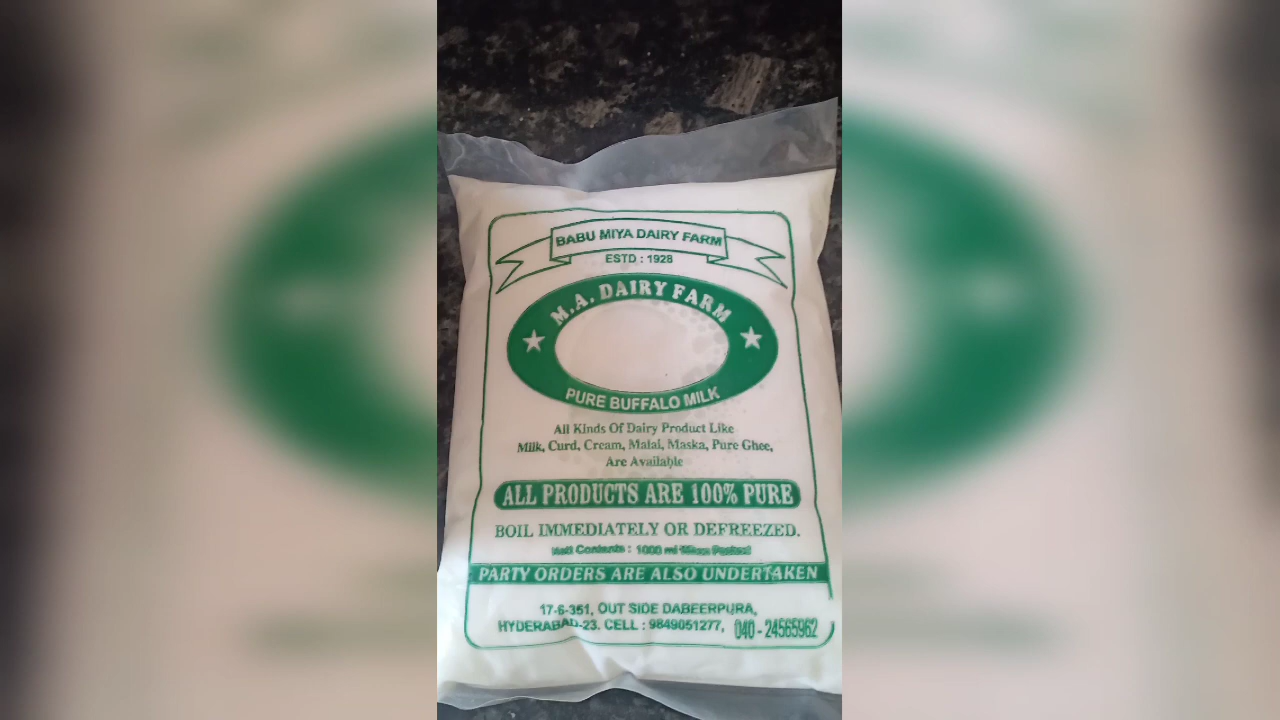 BABU MIYA DAIRY FARM
ESTD : 1928
M.A. DAIRY FARM
PURE BUFFALO MILK
All Kinds Of Dairy Product Like
Milk, Curd, Cream, Malai, Maska, Pure Ghee,
Are Available
ALL PRODUCTS ARE 100% PURE
BOIL IMMEDIATELY OR DEFREEZED.
Nett Contents : 1000 ml When Packed
PARTY ORDERS ARE ALSO UNDERTAKEN
17-6-351, OUT SIDE DABEERPURA,
HYDERABAD-23. CELL : 9849051277, 040 - 24565962